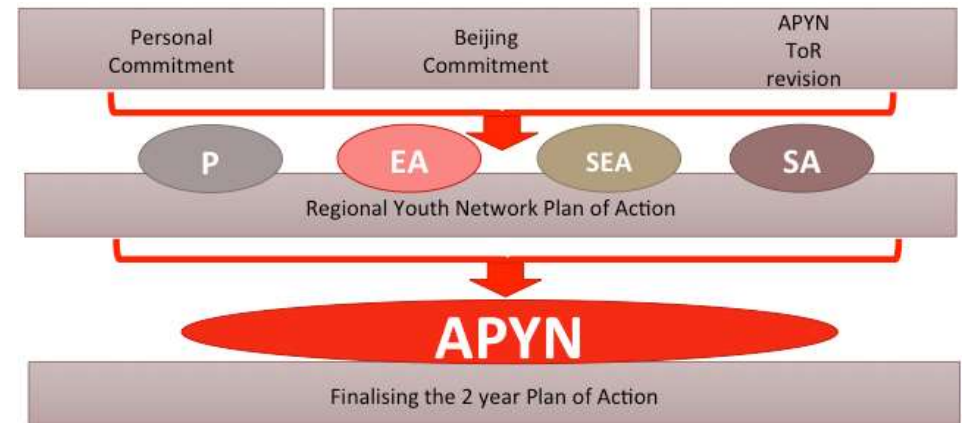 Personal
Commitment
Beijing
Commitment
APYN
ToR
revision
P
EA
SEA
SA
Regional Youth Network Plan of Action
APYN
Finalising the 2 year Plan of Action